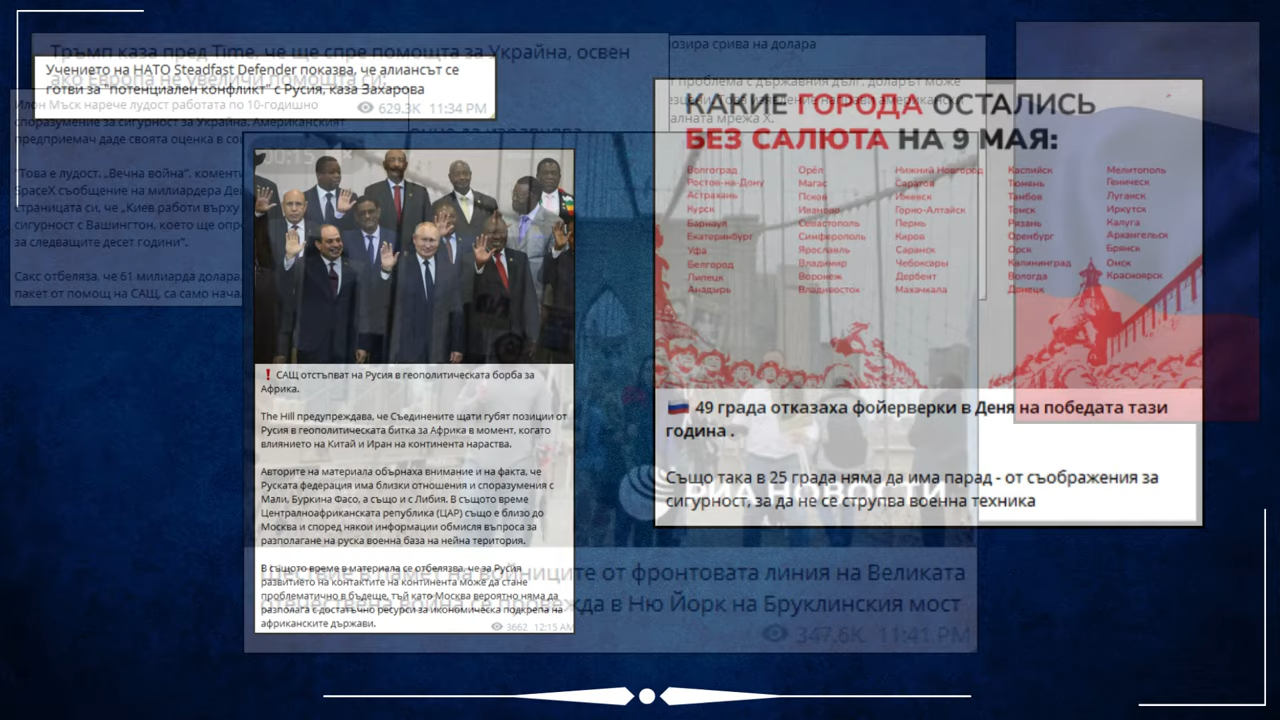 Тръмп каза пред Time, че ще спре помощта за Украйна, освен
ако Европа не увеличи помощта си
Учението на НАТО Steadfast Defender показва, че алиансът се
готви за "потенциален конфликт" с Русия, каза Захарова
629.3K 11:34 PM
Илон Мъск нарече лудост работата по 10-годишно
споразумение за сигурност за Украйна. Американският
предприемач даде своята оценка в
"Това е лудост. „Вечна война",
SpaceX съобщение на милиардера
страницата си, че „Киев работи върху
сигурност с Вашингтон, което ще
за следващите десет години".
Сакс отбеляза, че 61 милиарда долара
пакет от помощ на САЩ, са само
срива на долара
проблема с държавния дълг, доларът може
мрежа X.
00:15
❗ САЩ отстъпват на Русия в геополитическата борба за
Африка.
The Hill предупреждава, че Съединените щати губят позиции от
Русия в геополитическата битка за Африка в момент, когато
влиянието на Китай и Иран на континента нараства.
Авторите на материала обърнаха внимание и на факта, че
Руската федерация има близки отношения и споразумения с
Мали, Буркина Фасо, а също и с Либия. В същото време
Централноафриканската република (ЦАР) също е близо до
Москва и според някои информации обмисля въпроса за
разполагане на руска военна база на нейна територия.
В същото време в материала се отбелязва, че за Русия
развитието на контактите на континента може да стане
проблематично в бъдеще, тъй като Москва вероятно няма да
разполага с достатъчно ресурси за икономическа подкрепа на
африканските държави.
3662 12:15 AM
КАКИЕ ГОРОДА ОСТАЛИСЬ
БЕЗ САЛЮТА НА 9 МАЯ:
Волгоград
Ростов-на-Дону
Астрахань
Курск
Барнаул
Екатеринбург
Уфа
Белгород
Липецк
Анадырь
Орёл
Магас
Псков
Иваново
Севастополь
Симферополь
Ярославль
Владимир
Воронеж
Владивосток
Нижний Новгород
Саратов
Ижевск
Горно-Алтайск
Пермь
Киров
Саранск
Чебоксары
Дербент
Махачкала
Каспийск
Тюмень
Тамбов
Томск
Рязань
Оренбург
Орск
Калининград
Вологда
Донецк
Мелитополь
Геническ
Луганск
Иркутск
Калуга
Архангельск
Брянск
Омск
Красноярск
49 града отказаха фойерверки в Деня на победата тази
година .
Също така в 25 града няма да има парад - от съображения за
сигурност, за да не се струпва военна техника
РИА НОВОСТИ
Шествие в памет на войниците от фронтовата линия на Великата
отечествена война се провежда в Ню Йорк на Бруклинския мост
347.6K 11:41 PM